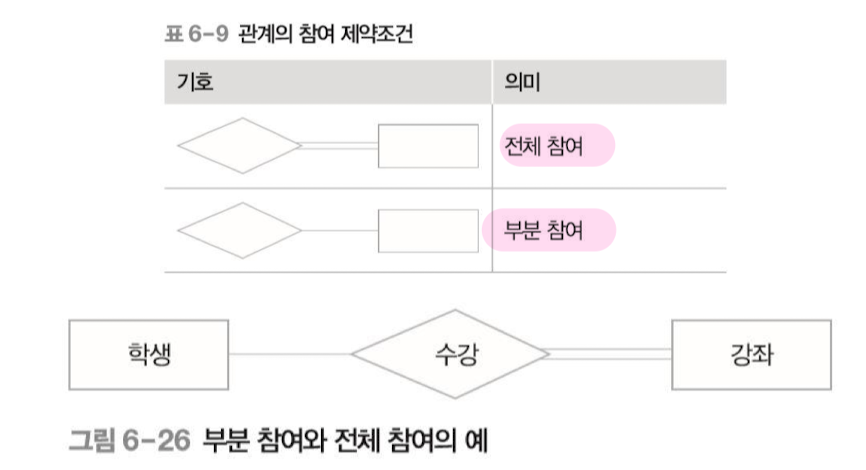 표 6-9 관계의 참여 제약조건
기호 의미
전체 참여
부분 참여
학생 수강 강좌
그림 6-26 부분 참여와 전체 참여의 예